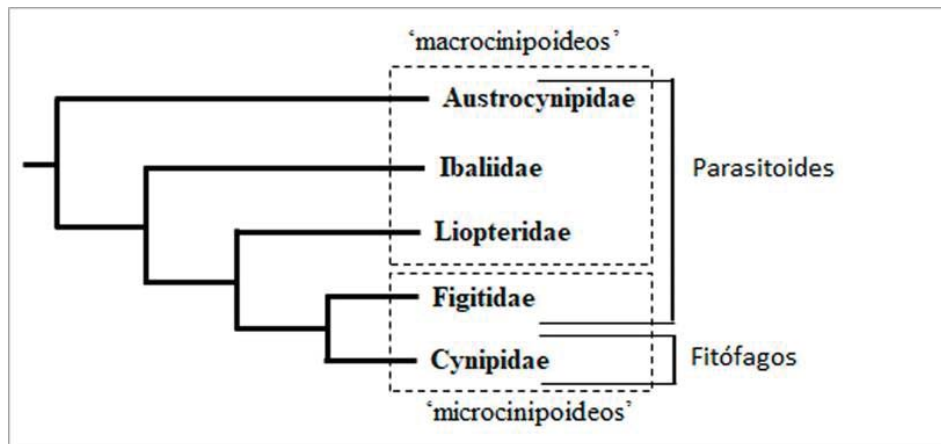 ‘macrocinipoideos’
Austrocynipidae
Ibaliidae
Parasitoides
Liopteridae
Figitidae
Cynipidae
Fitófagos
‘microcinipoideos’